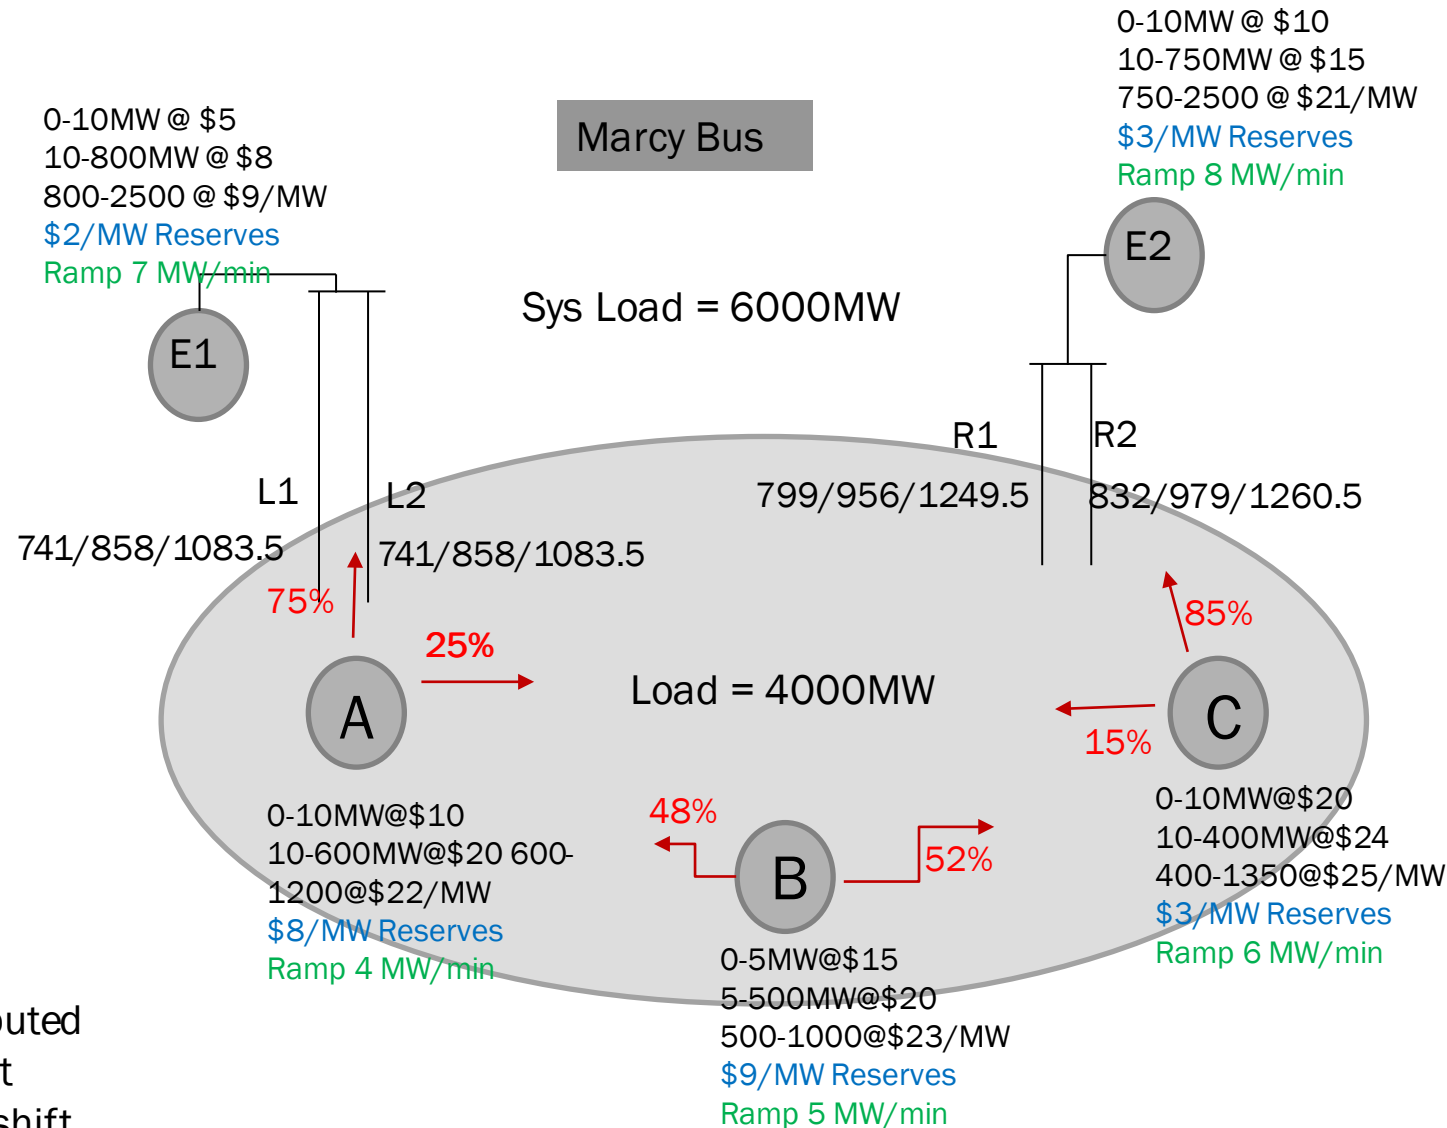 0-10MW @ $10
10-750MW @ $15
750-2500 @ $21/MW
$3/MW Reserves
Ramp 8 MW/min
0-10MW @ $5
10-800MW @ $8
800-2500 @ $9/MW
$2/MW Reserves
Ramp 7 MW/min
Marcy Bus
E2
Sys Load = 6000MW
E1
R1
R2
L1
L2
799/956/1249.5
832/979/1260.5
741/858/1083.5
741/858/1083.5
75%
25%
85%
Load = 4000MW
A
C
15%
0-10MW@$10
10-600MW@$20 600-
1200@$22/MW
$8/MW Reserves
Ramp 4 MW/min
48%
52%
B
0-10MW@$20
10-400MW@$24
400-1350@$25/MW
$3/MW Reserves
Ramp 6 MW/min
0-5MW@$15
5-500MW@$20
500-1000@$23/MW
$9/MW Reserves
Ramp 5 MW/min
outed
t
shift